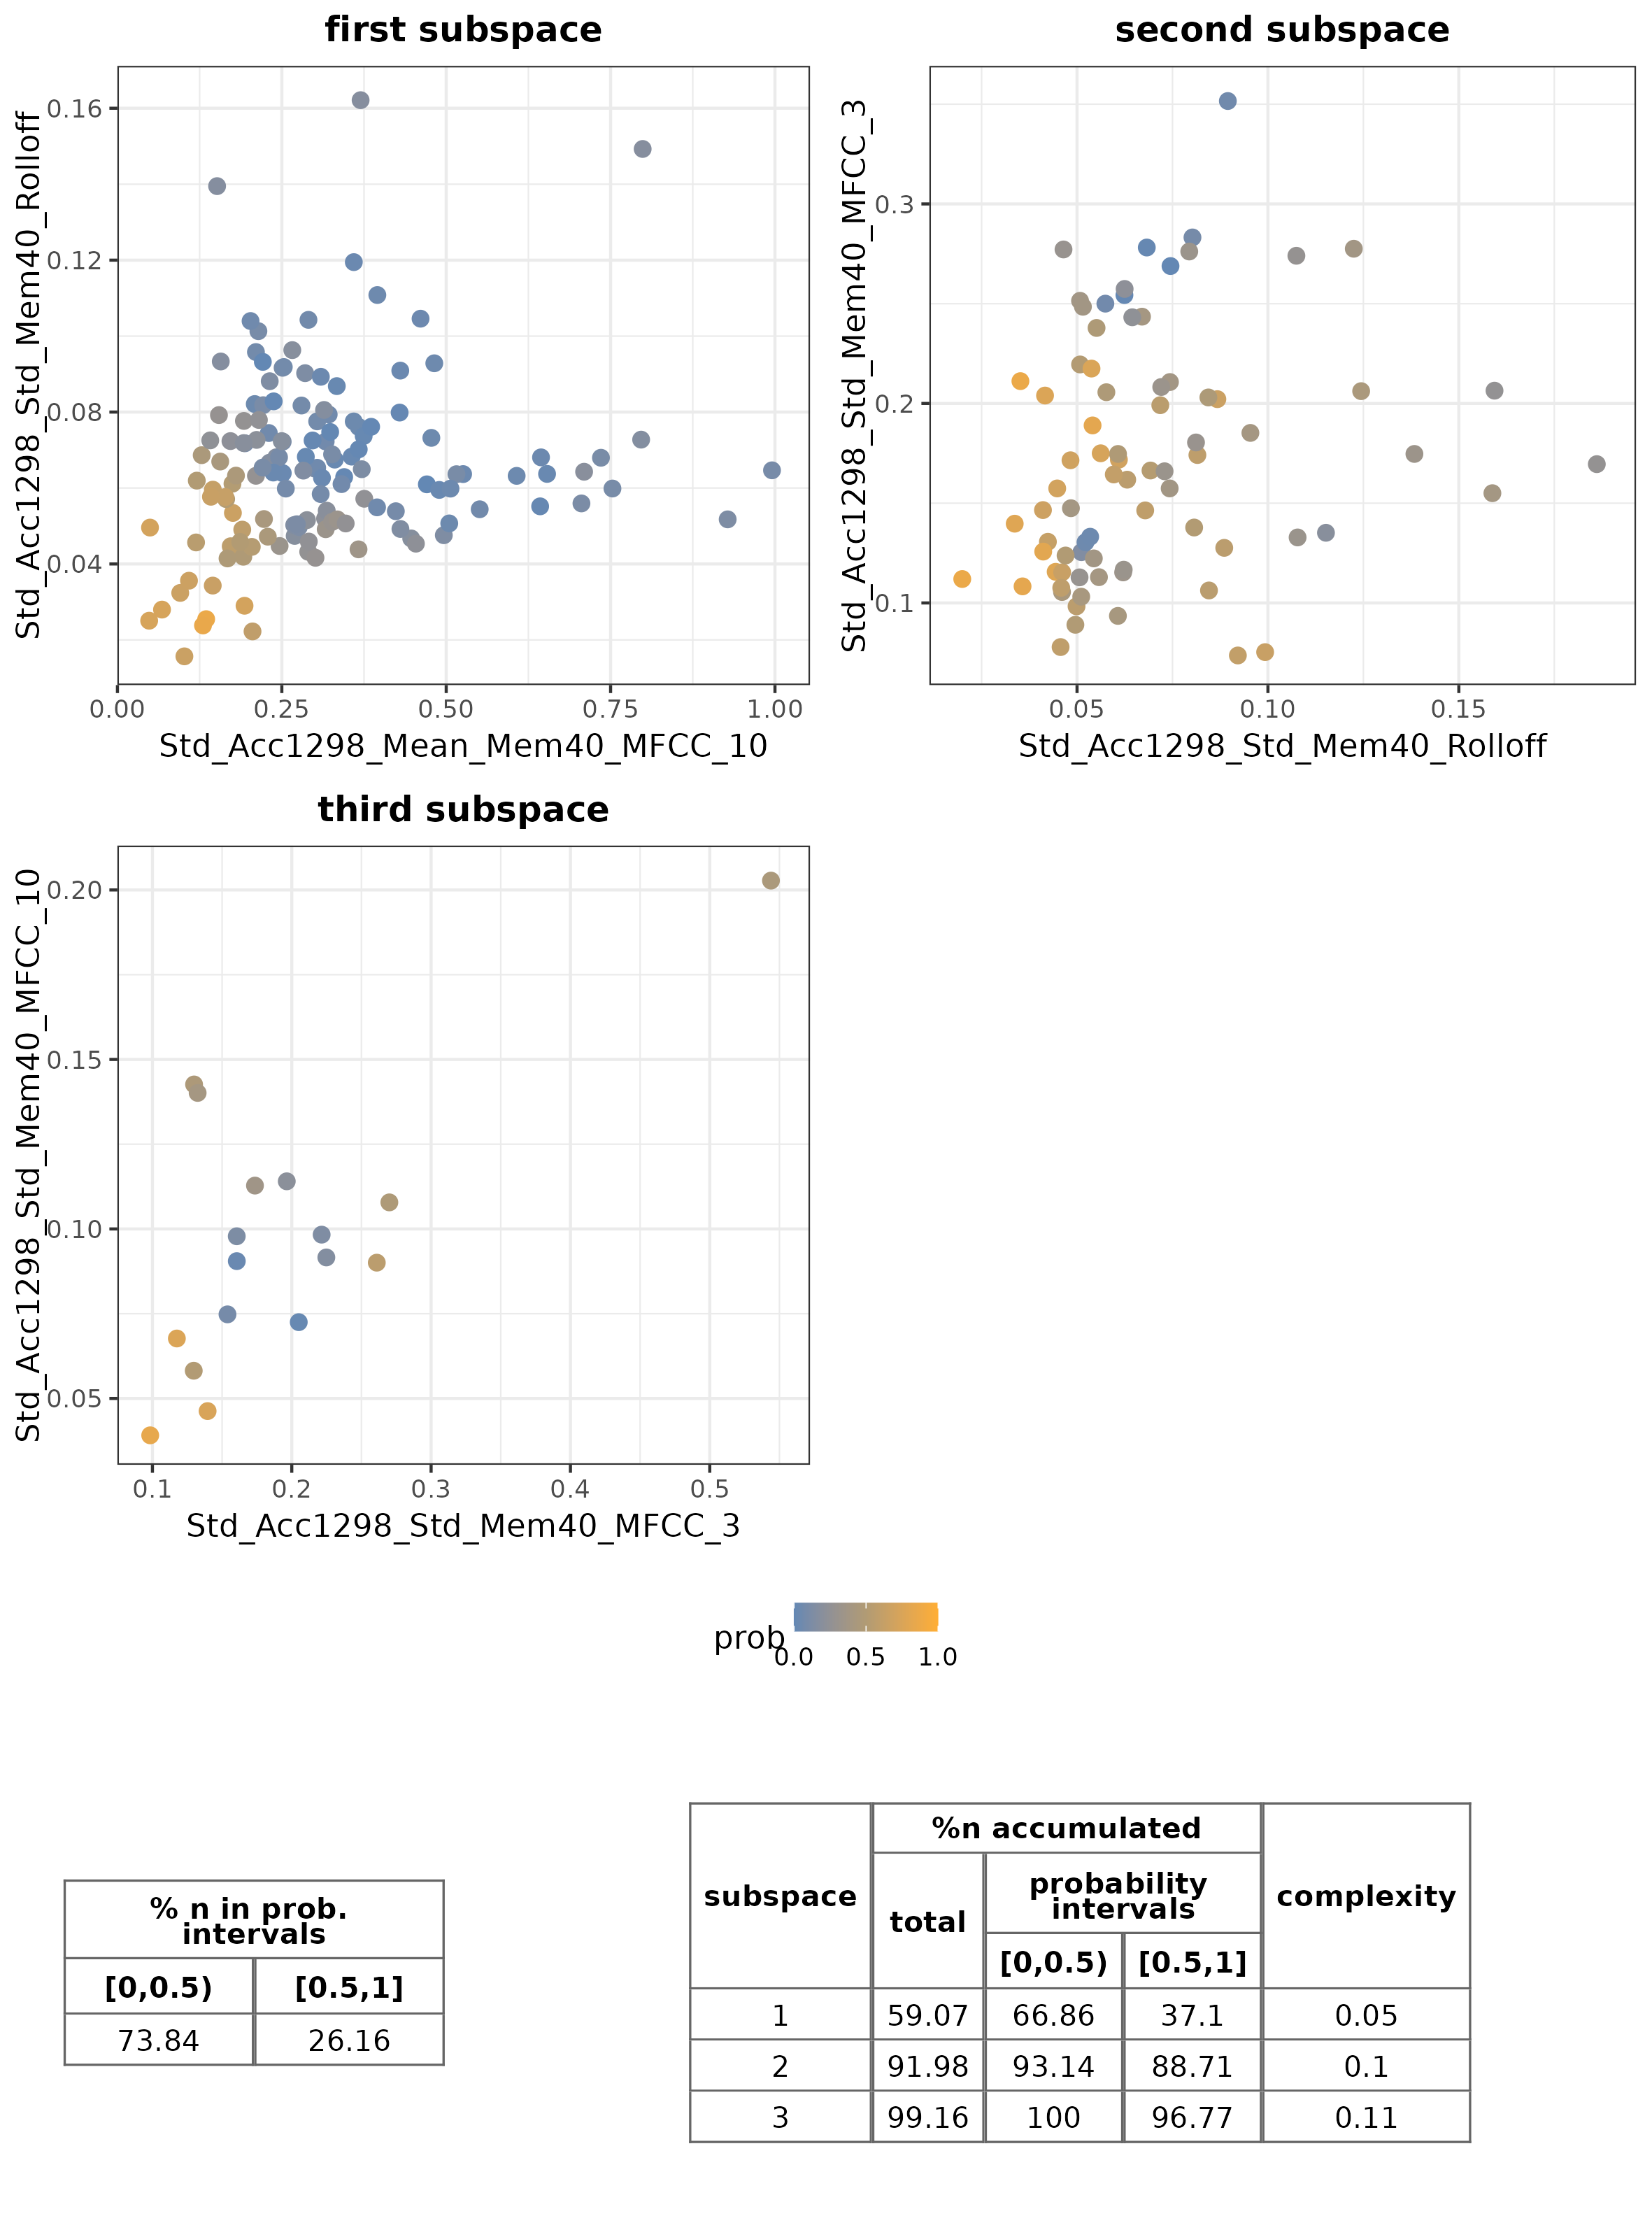 first subspace
Std_Acc1298_Std_Mem40_Rolloff
0.16
0.12
0.08
0.04
0.00 0.25 0.50 0.75 1.00
Std_Acc1298_Mean_Mem40_MFCC_10
second subspace
Std_Acc1298_Std_Mem40_MFCC_3
0.3
0.2
0.1
0.05 0.10 0.15
Std_Acc1298_Std_Mem40_Rolloff
third subspace
Std_Acc1298_Std_Mem40_MFCC_10
0.20
0.15
0.10
0.05
0.1 0.2 0.3 0.4 0.5
Std_Acc1298_Std_Mem40_MFCC_3
prob
0.0 0.5 1.0
% n in prob.
intervals
[0,0.5) [0.5,1]
73.84 26.16
%n accumulated
subspace total probability
intervals complexity
[0,0.5) [0.5,1]
1 59.07 66.86 37.1 0.05
2 91.98 93.14 88.71 0.1
3 99.16 100 96.77 0.11